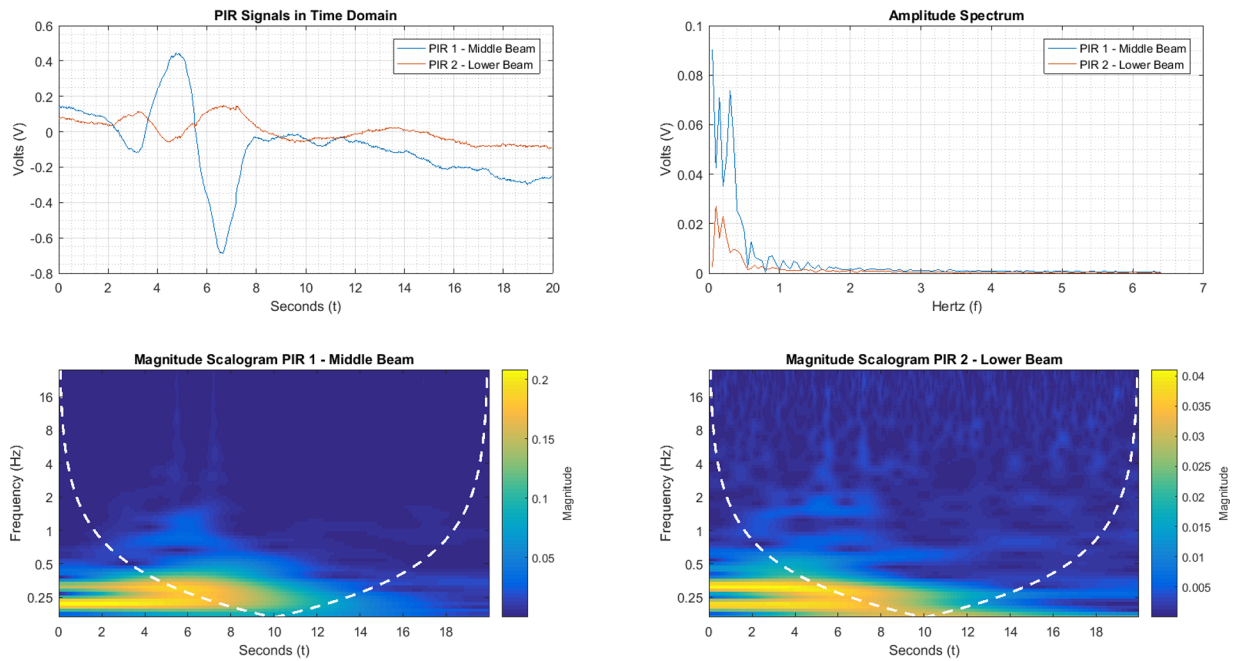 PIR Signals in Time Domain
0.6
0.4
0.2
0
-0.2
-0.4
-0.6
-0.8
Volts (V)
PIR 1 - Middle Beam
PIR 2 - Lower Beam
0 2 4 6 8 10 12 14 16 18 20
Seconds (t)
Amplitude Spectrum
0.1
0.08
0.06
0.04
0.02
0
Volts (V)
PIR 1 - Middle Beam
PIR 2 - Lower Beam
0 1 2 3 4 5 6 7
Hertz (f)
Magnitude Scalogram PIR 1 - Middle Beam
16
8
4
2
1
0.5
0.25
Frequency (Hz)
0 2 4 6 8 10 12 14 16 18
Seconds (t)
0.2
0.15
0.1
0.05
Magnitude
Magnitude Scalogram PIR 2 - Lower Beam
16
8
4
2
1
0.5
0.25
Frequency (Hz)
0 2 4 6 8 10 12 14 16 18
Seconds (t)
0.04
0.035
0.03
0.025
0.02
0.015
0.01
0.005
Magnitude